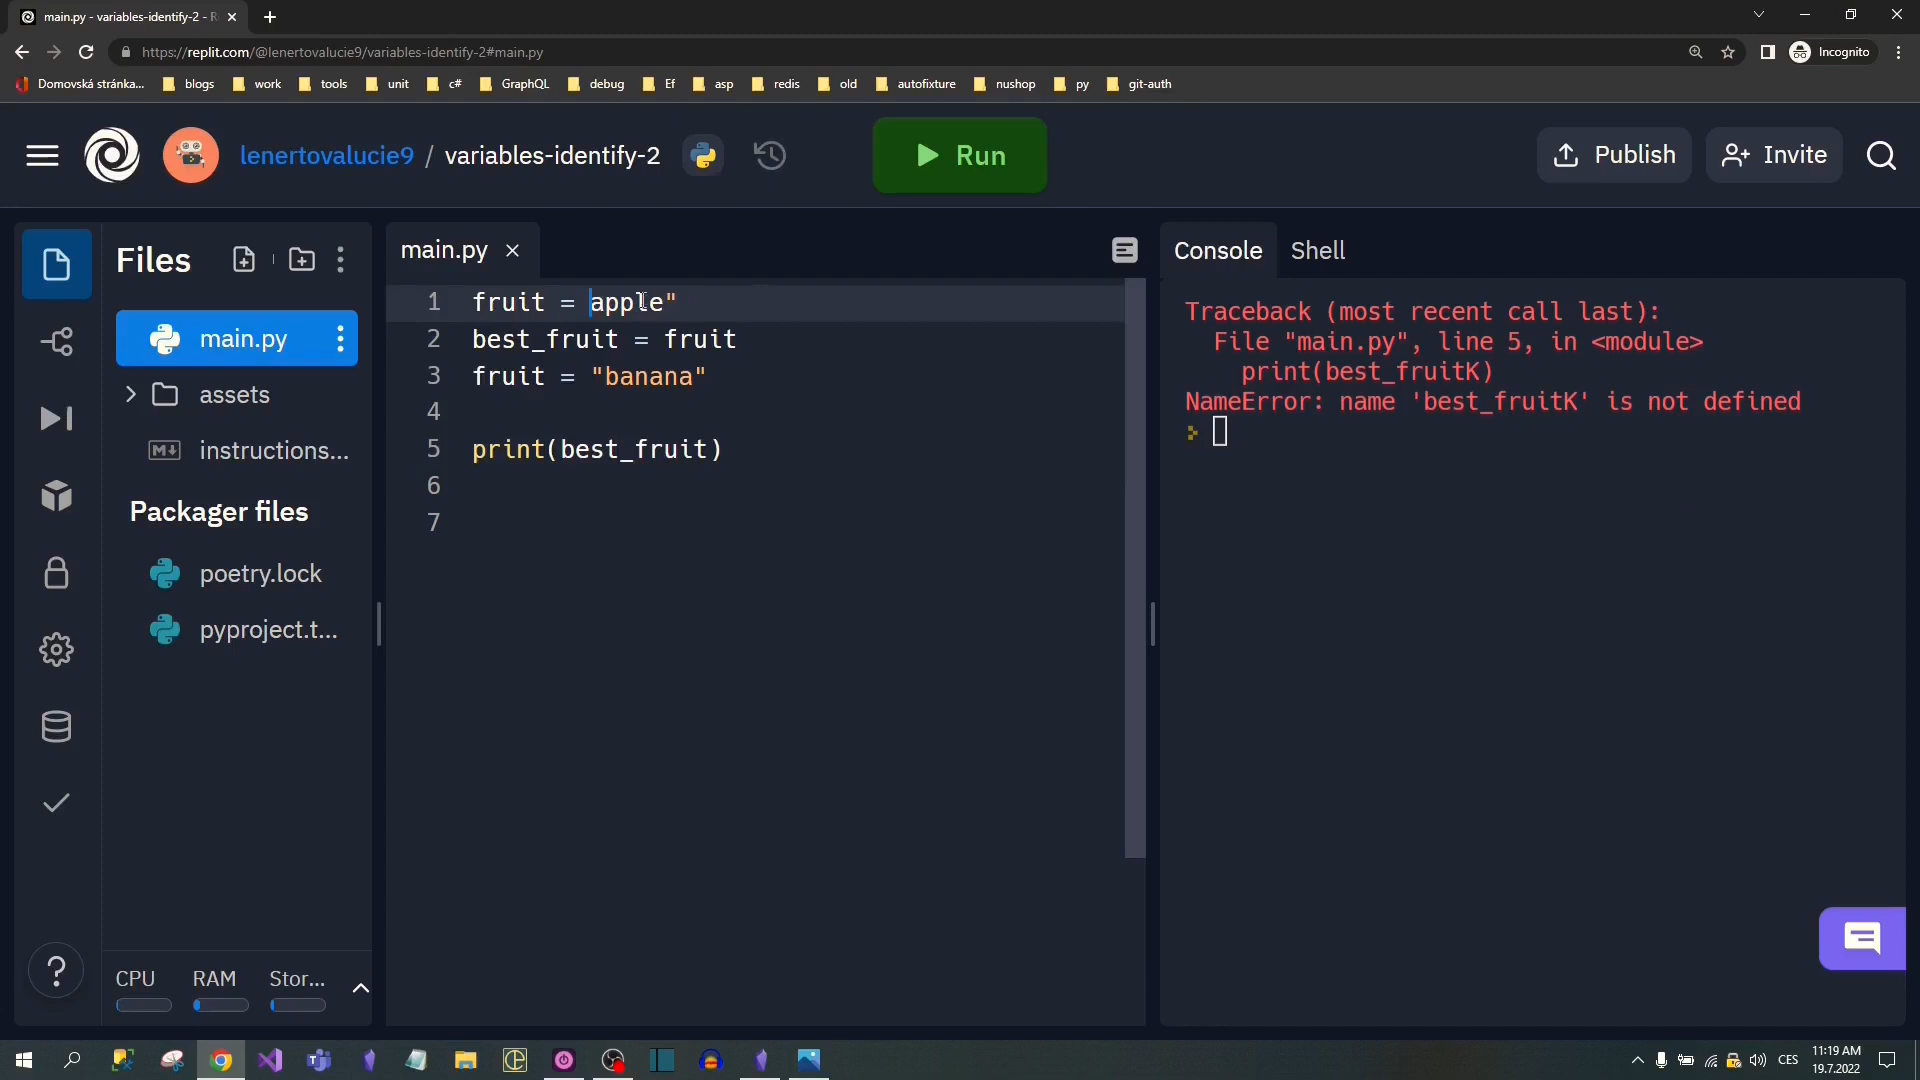 main.py - variables-identify-2 - R
https://replit.com/@lenertovalucie9/variables-identify-2#main.py
Incognito
Domovská stránka...
blogs
work
tools
unit
c#
GraphQL
debug
Ef
asp
redis
old
autofixture
nushop
py
git-auth
lenertovalucie9 / variables-identify-2
Run
Publish
Invite
Files
main.py
assets
instructions...
Packager files
poetry.lock
pyproject.t...
CPU
RAM
Stor...
main.py
1 fruit = apple"
2 best_fruit = fruit
3 fruit = "banana"
4
5 print(best_fruit)
6
7
Console
Shell
Traceback (most recent call last):
File "main.py", line 5, in <module>
print(best_fruitK)
NameError: name 'best_fruitK' is not defined
CES
11:19 AM
19.7.2022